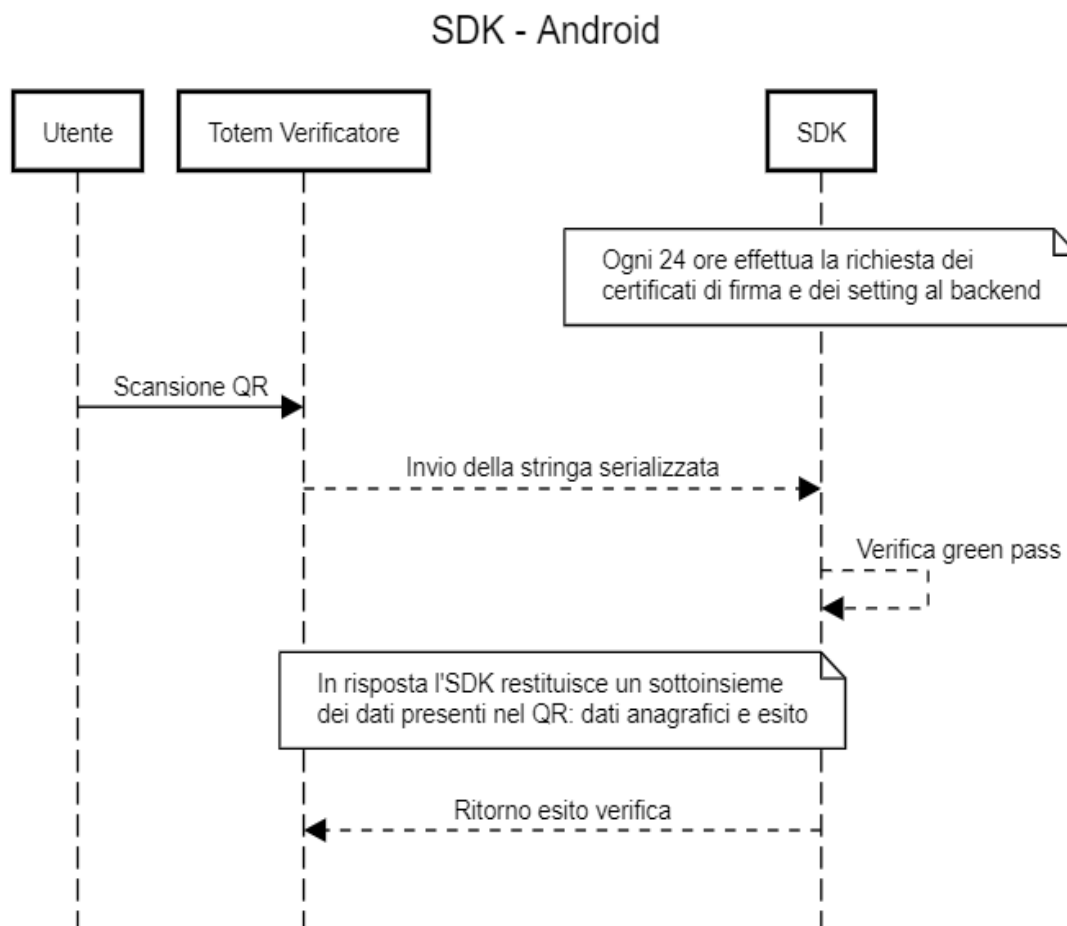 SDK - Android
Utente
Totem Verificatore
SDK
Ogni 24 ore effettua la richiesta dei
certificati di firma e dei setting al backend
Scansione QR
Invio della stringa serializzata
Verifica green pass
In risposta l'SDK restituisce un sottoinsieme
dei dati presenti nel QR: dati anagrafici e esito
Ritorno esito verifica